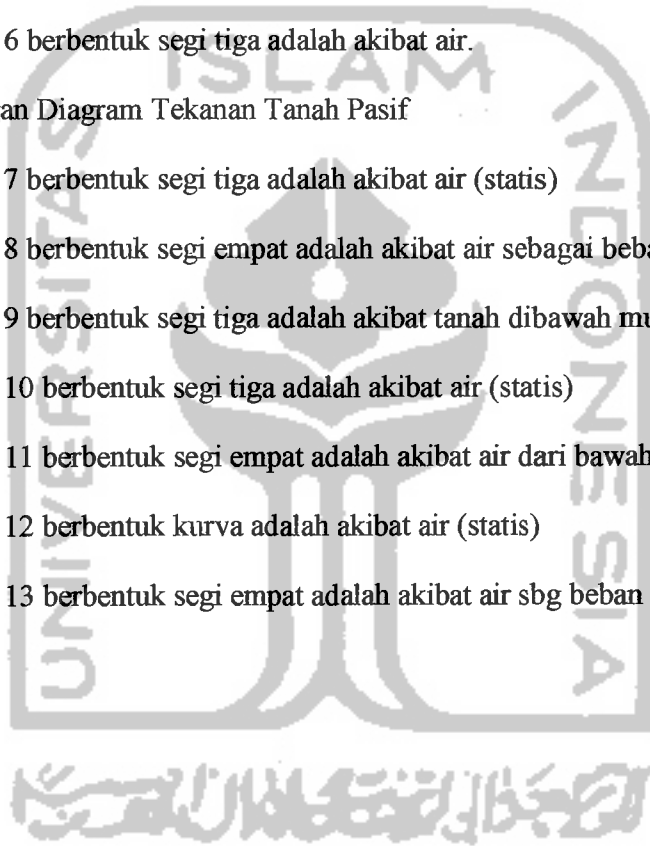 6 berbentuk segi tiga adalah akibat air.
an Diagram Tekanan Tanah Pasif
7 berbentuk segi tiga adalah akibat air (statis)
8 berbentuk segi empat adalah akibat air sebagai beba
9 berbentuk segi tiga adalah akibat tanah dibawah mu
10 berbentuk segi tiga adalah akibat air (statis)
11 berbentuk segi empat adalah akibat air dari bawah
12 berbentuk kurva adalah akibat air (statis)
13 berbentuk segi empat adalah akibat air sbg beban
UNIVERSITAS
ISLAM
INDONESIA